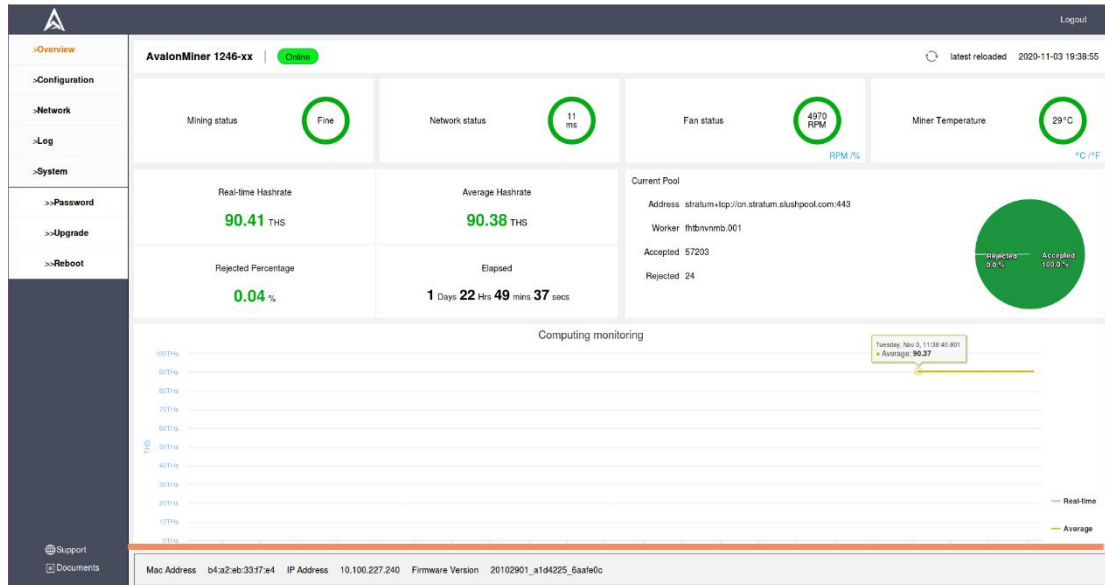 Logout
>Overview
>Configuration
>Network
>Log
>System
>>Password
>>Upgrade
>>Reboot
Support
Documents
AvalonMiner 1246-xx | Online
latest reloaded 2020-11-03 19:38:55
Mining status Fine
Network status 11 ms
Fan status 4970 RPM
RPM /%
Miner Temperature 29°C
°C /°F
Real-time Hashrate
90.41 THS
Average Hashrate
90.38 THS
Rejected Percentage
0.04 %
Elapsed
1 Days 22 Hrs 49 mins 37 secs
Current Pool
Address stratum+tcp://cn.stratum.slushpool.com:443
Worker fhtbnvnmb.001
Accepted 57203
Rejected 24
Rejected
0.0 %
Accepted
100.0 %
Computing monitoring
Tuesday, Nov 3, 11:38:40.801
Average: 90.37
THS
100THs
90THs
80THs
70THs
60THs
50THs
40THs
30THs
20THs
10THs
0THs
Real-time
Average
Mac Address b4:a2:eb:33:f7:e4 IP Address 10.100.227.240 Firmware Version 20102901_a1d4225_6aafe0c